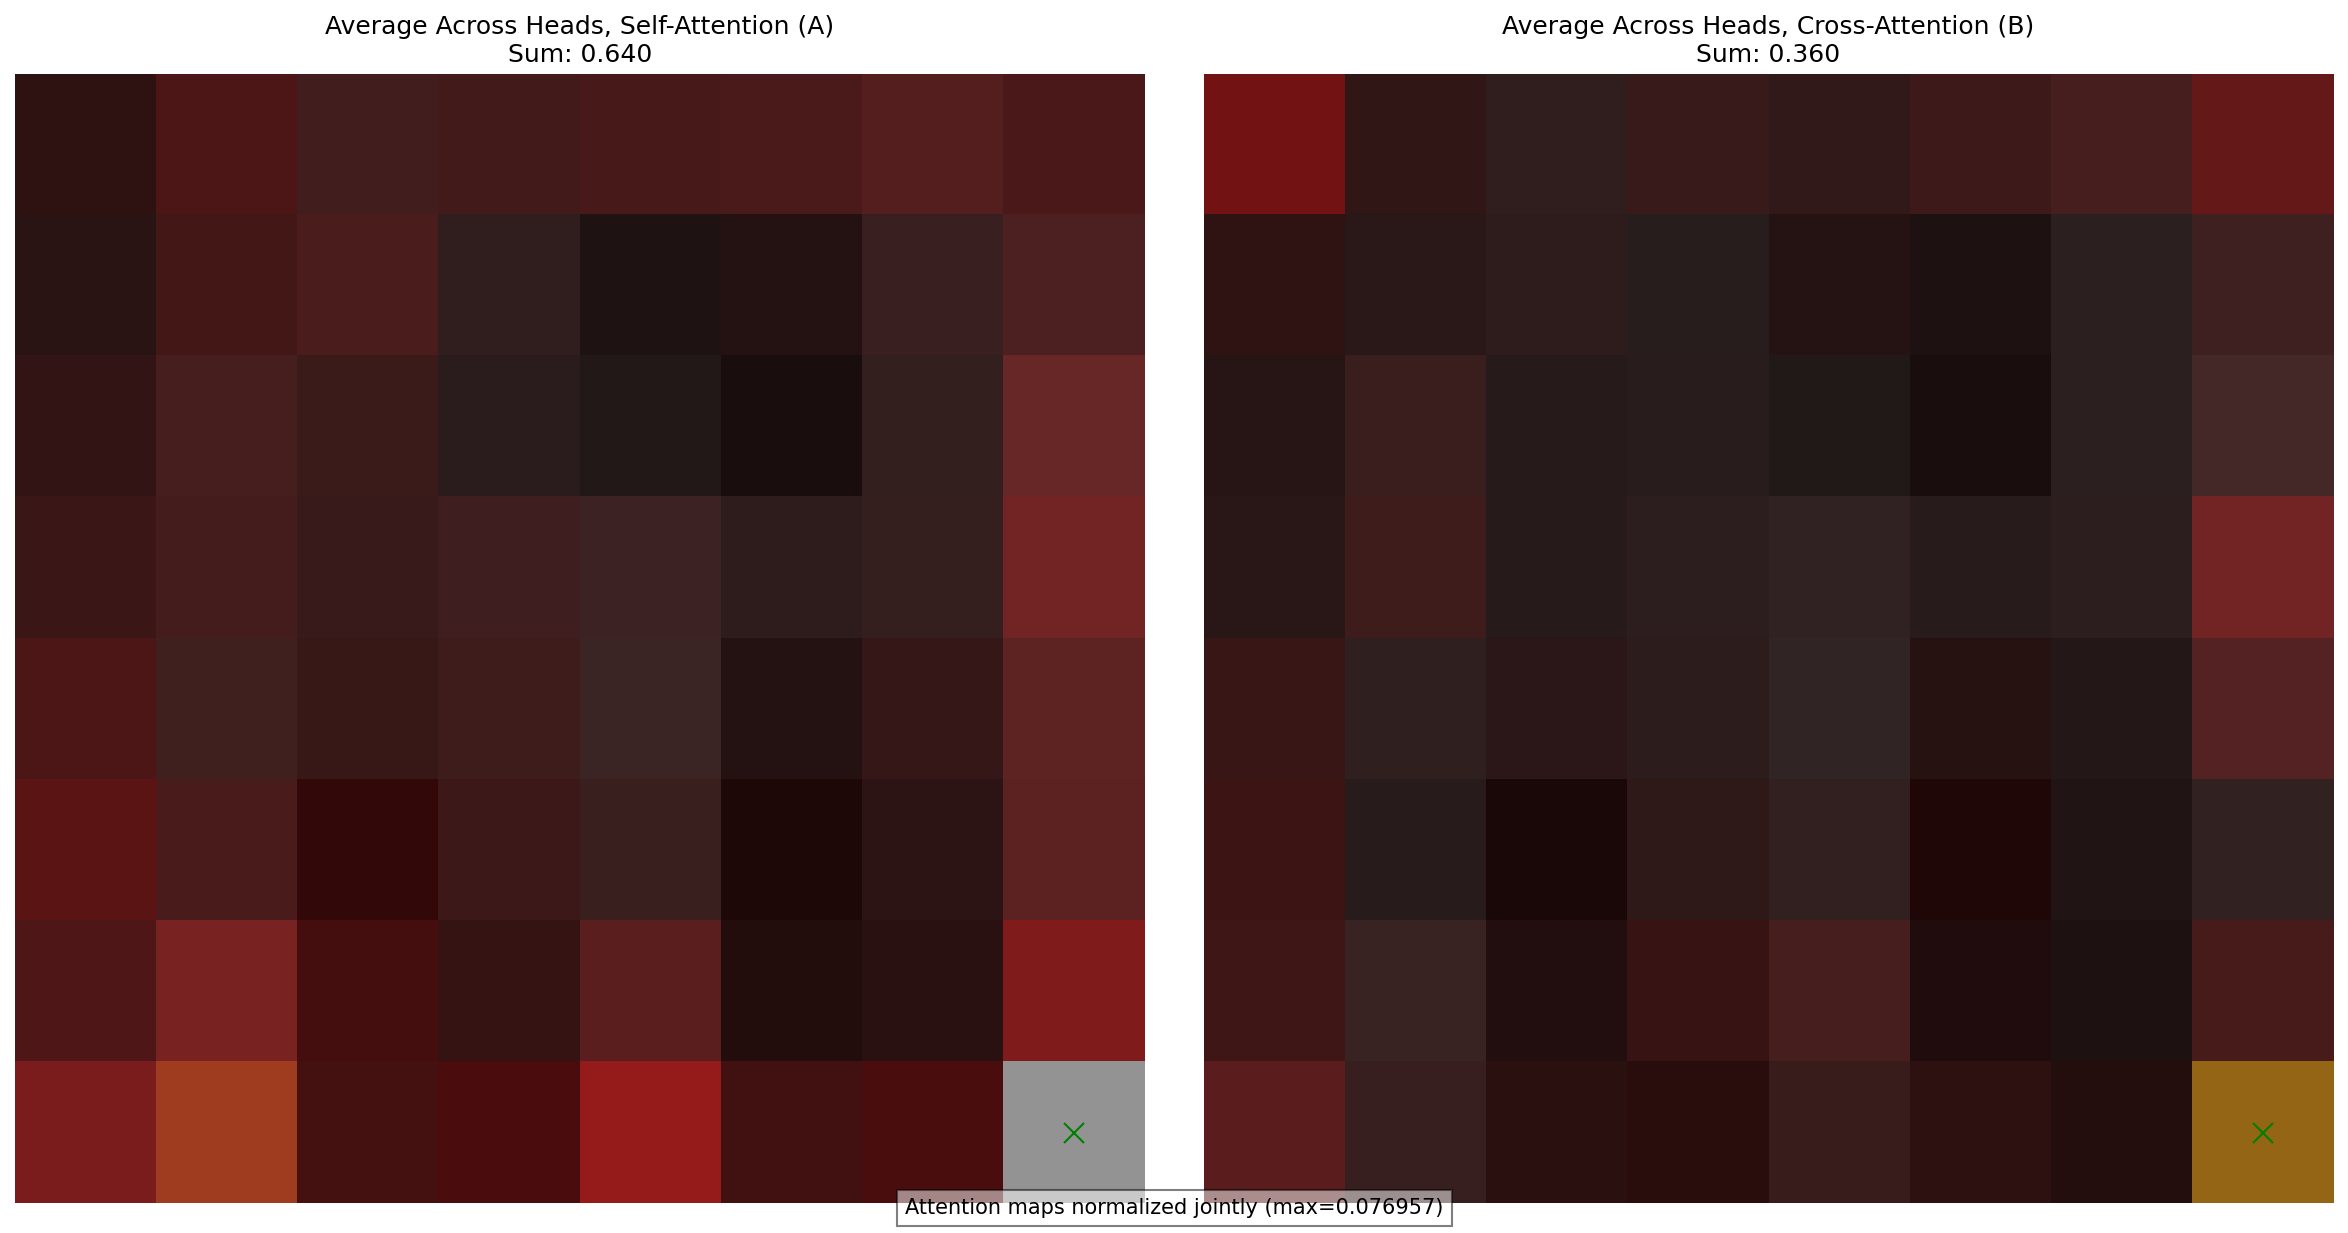 Average Across Heads, Self-Attention (A)
Sum: 0.640
Average Across Heads, Cross-Attention (B)
Sum: 0.360
Attention maps normalized jointly (max=0.076957)